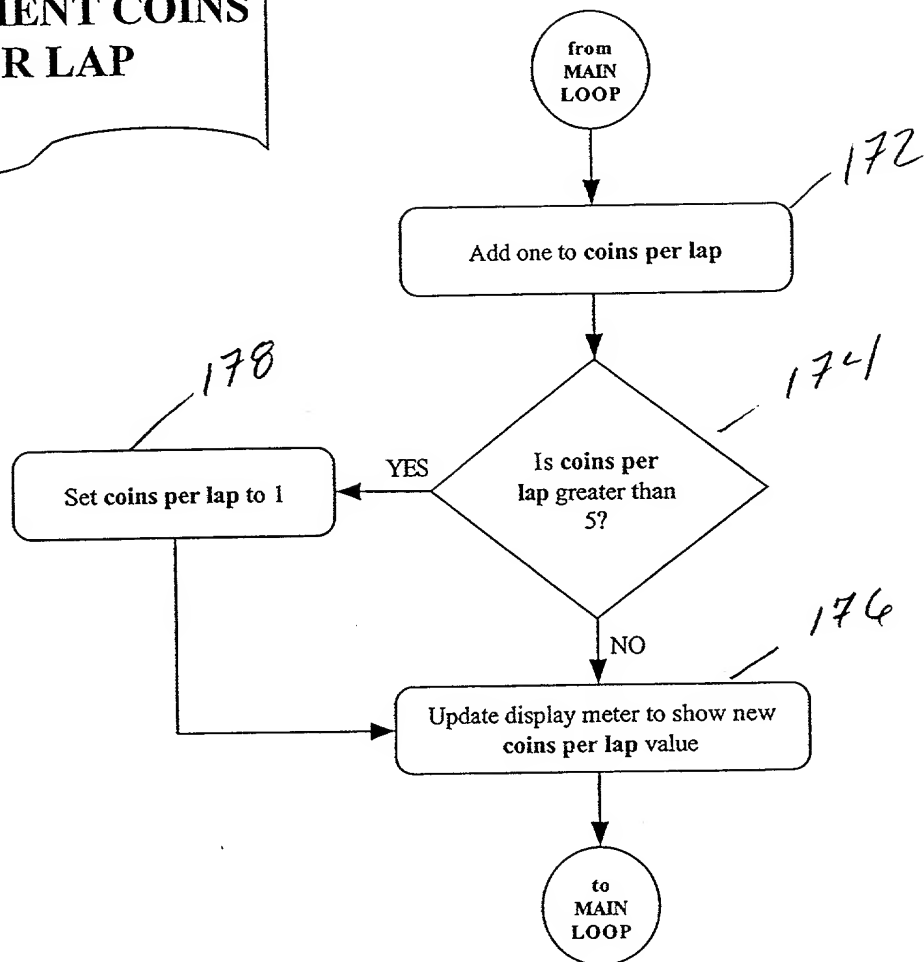 MENT COINS
R LAP
from
MAIN
LOOP
172
Add one to coins per lap
174
Is coins per
lap greater than
5?
YES
178
Set coins per lap to 1
NO
176
Update display meter to show new
coins per lap value
to
MAIN
LOOP